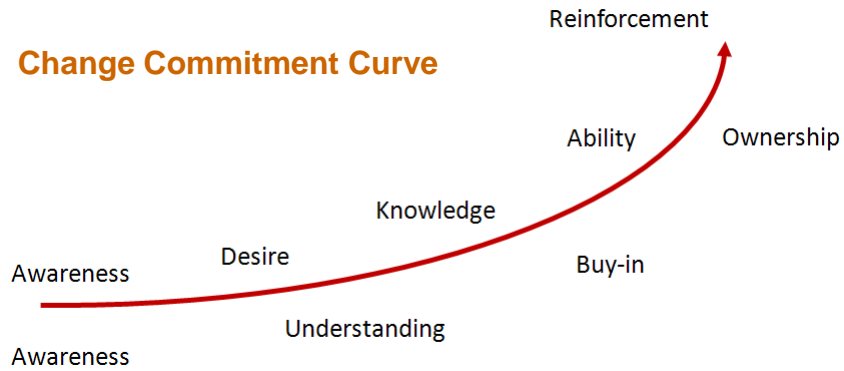 Reinforcement
Change Commitment Curve
Ability
Ownership
Knowledge
Desire
Buy-in
Awareness
Understanding
Awareness